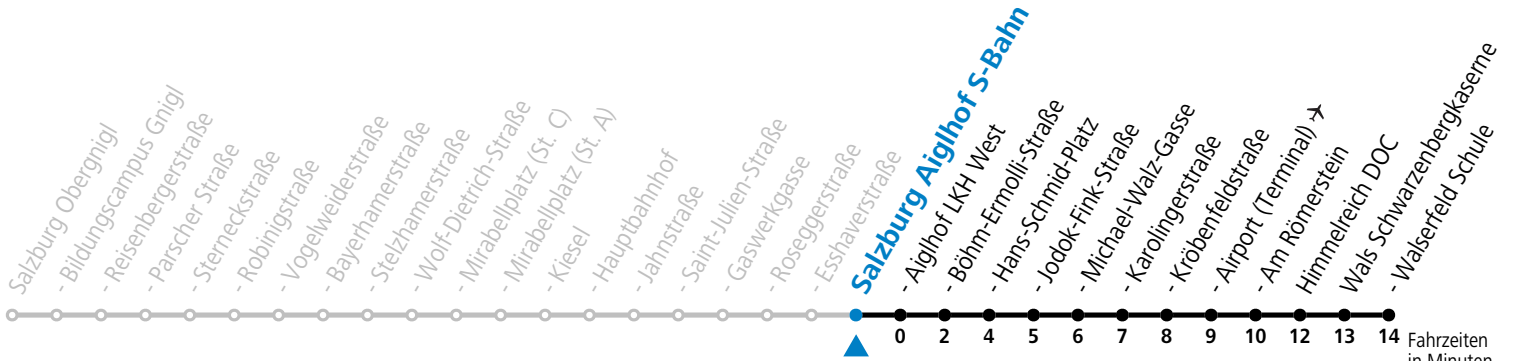 Salzburg Obergnigl
- Bildungscampus Gnigl
- Reisenbergerstraße
- Parscher Straße
- Sterneckstraße
- Robinigstraße
- Vogelweiderstraße
- Bayerhamerstraße
- Stelzhamerstraße
- Wolf-Dietrich-Straße
- Mirabellplatz (St. C)
- Mirabellplatz (St. A)
- Kiesel
- Hauptbahnhof
- Jahnstraße
- Saint-Julien-Straße
- Gaswerkgasse
- Roseggerstraße
- Esshaverstraße
Salzburg Aiglhof S-Bahn
- Aiglhof LKH West
- Böhm-Ermolli-Straße
- Hans-Schmid-Platz
- Jodok-Fink-Straße
- Michael-Walz-Gasse
- Karolingerstraße
- Kröbenfeldstraße
- Airport (Terminal) ✈
- Am Römerstein
Himmelreich DOC
Wals Schwarzenbergkaserne
- Walserfeld Schule
0 2 4 5 6 7 8 9 10 12 13 14 Fahrzeiten
in Minuten